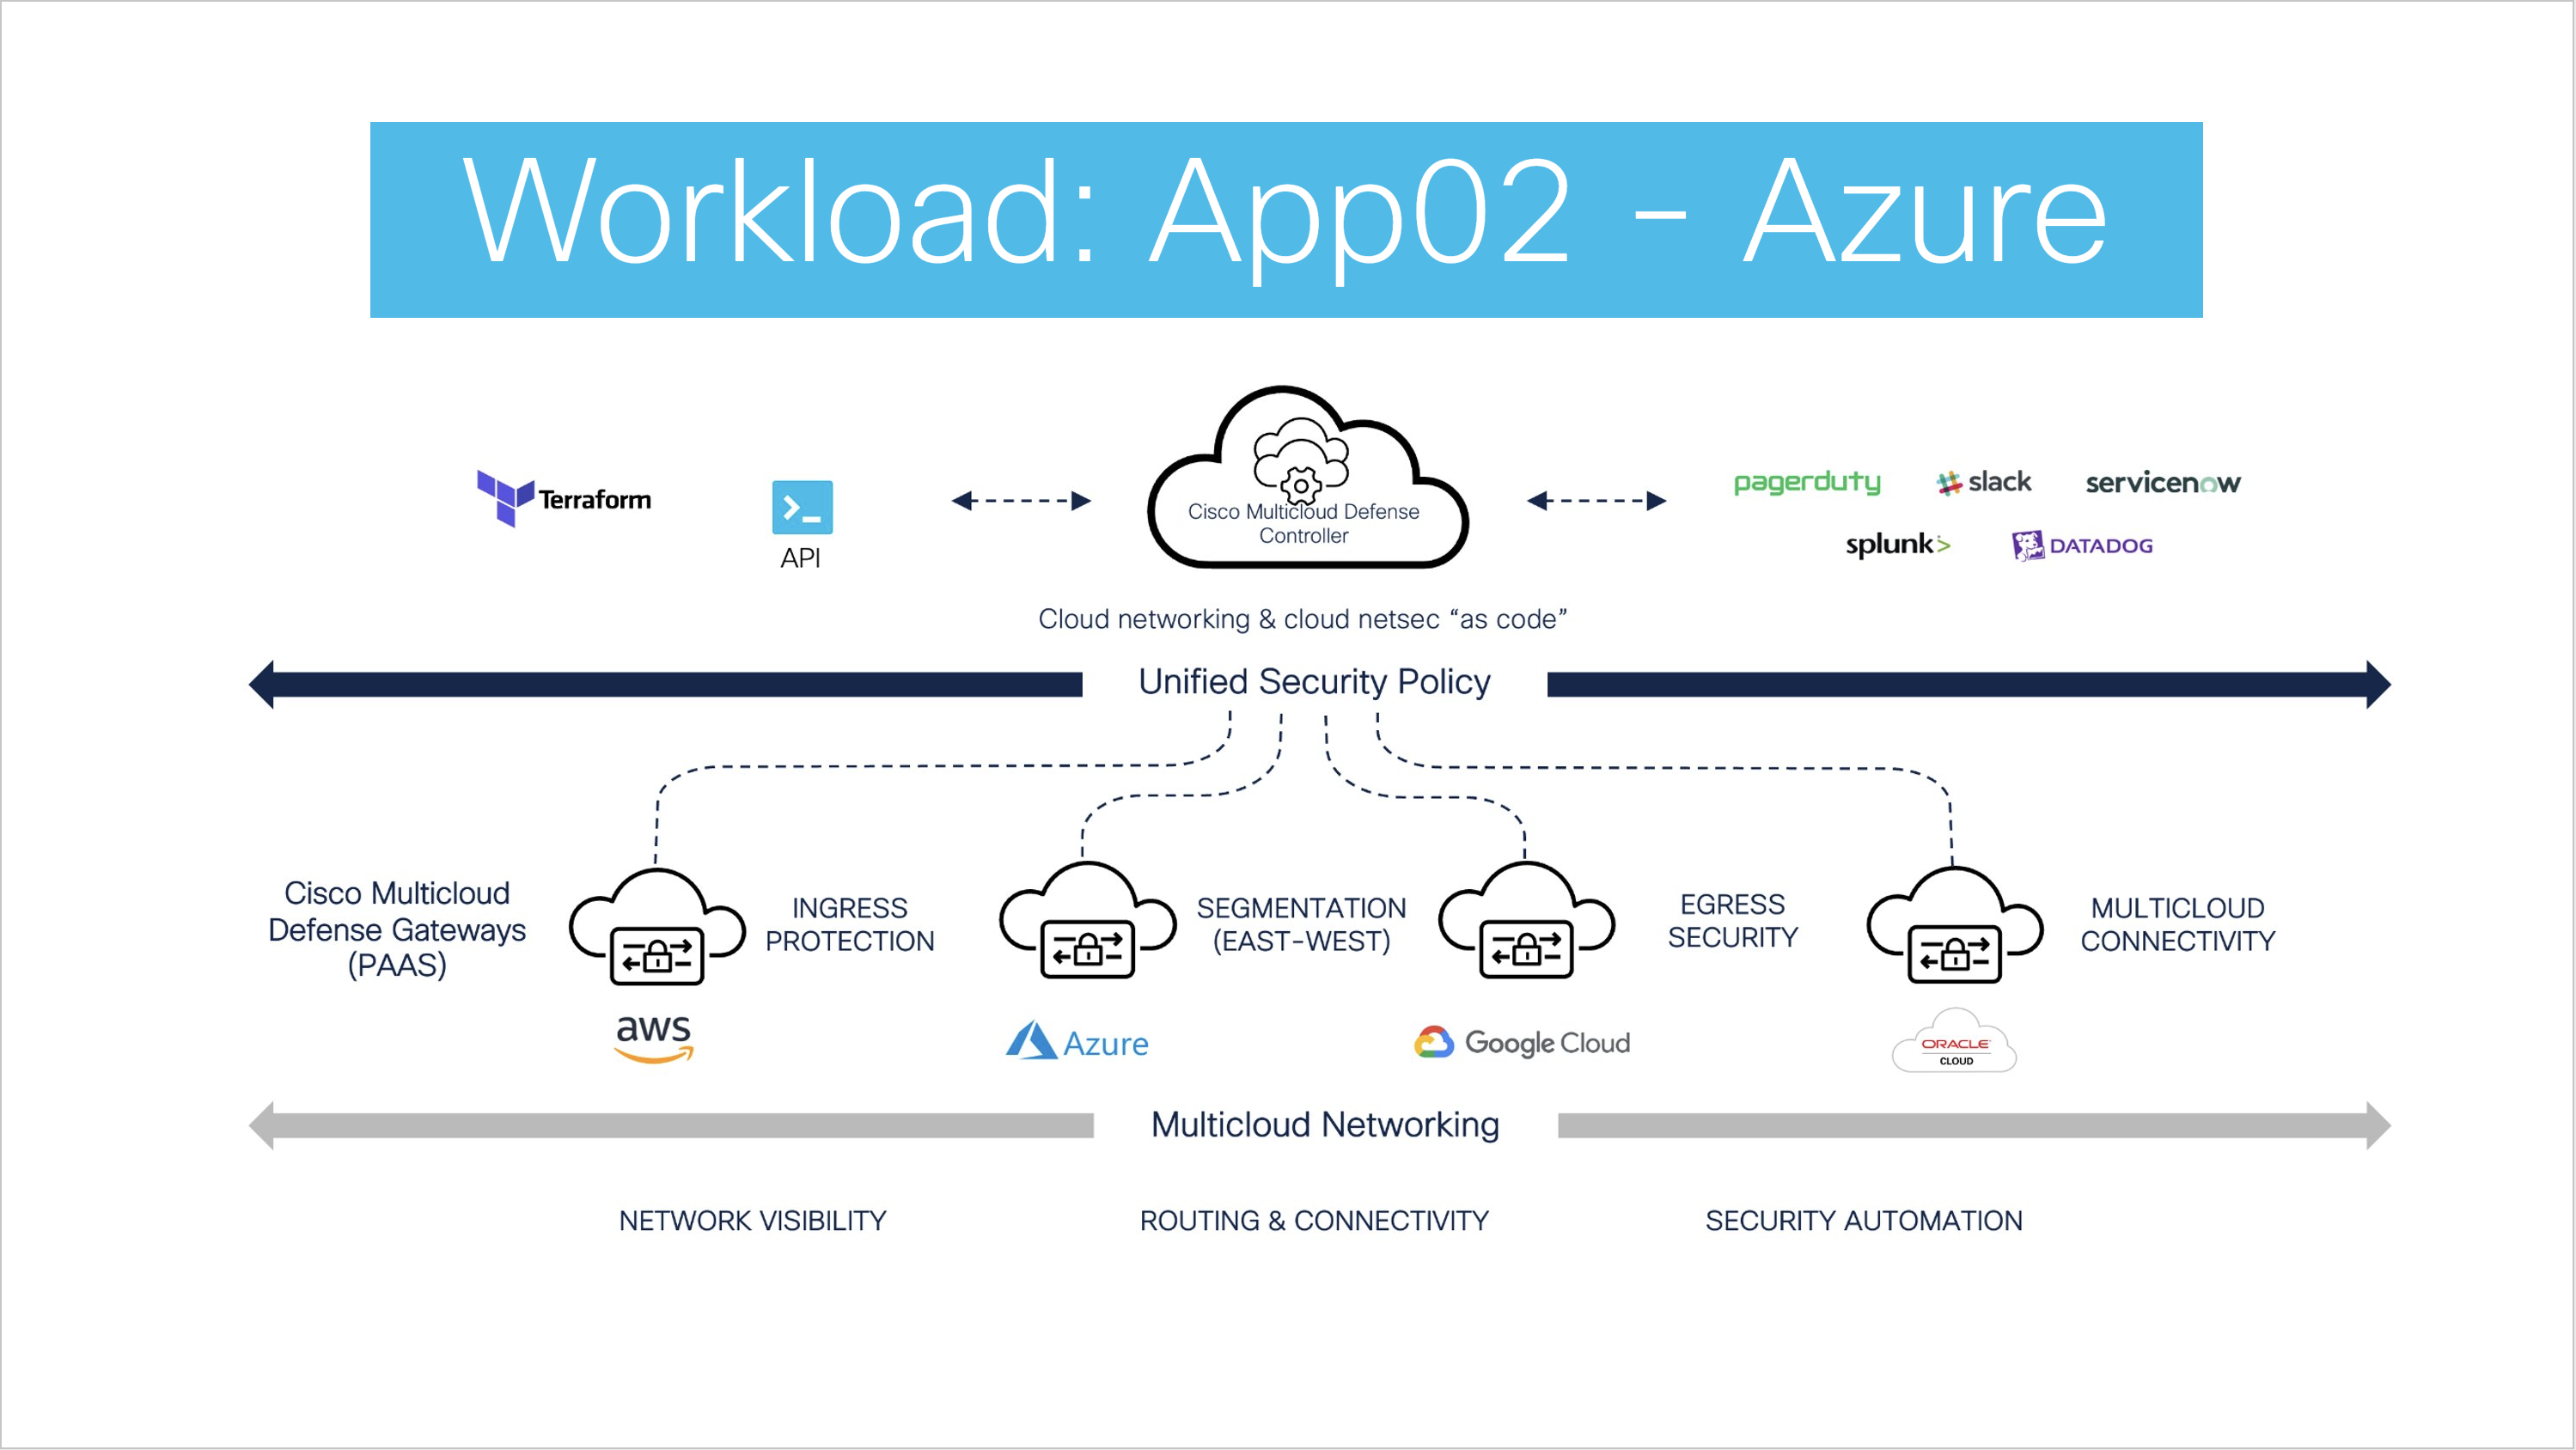 Workload: App02 - Azure
Terraform
API
Cisco Multicloud Defense
Controller
pagerduty
slack
servicenow
splunk>
DATADOG
Cloud networking & cloud netsec “as code”
Unified Security Policy
Cisco Multicloud
Defense Gateways
(PAAS)
INGRESS
PROTECTION
SEGMENTATION
(EAST-WEST)
EGRESS
SECURITY
MULTICLOUD
CONNECTIVITY
aws
Azure
Google Cloud
ORACLE
CLOUD
Multicloud Networking
NETWORK VISIBILITY
ROUTING & CONNECTIVITY
SECURITY AUTOMATION